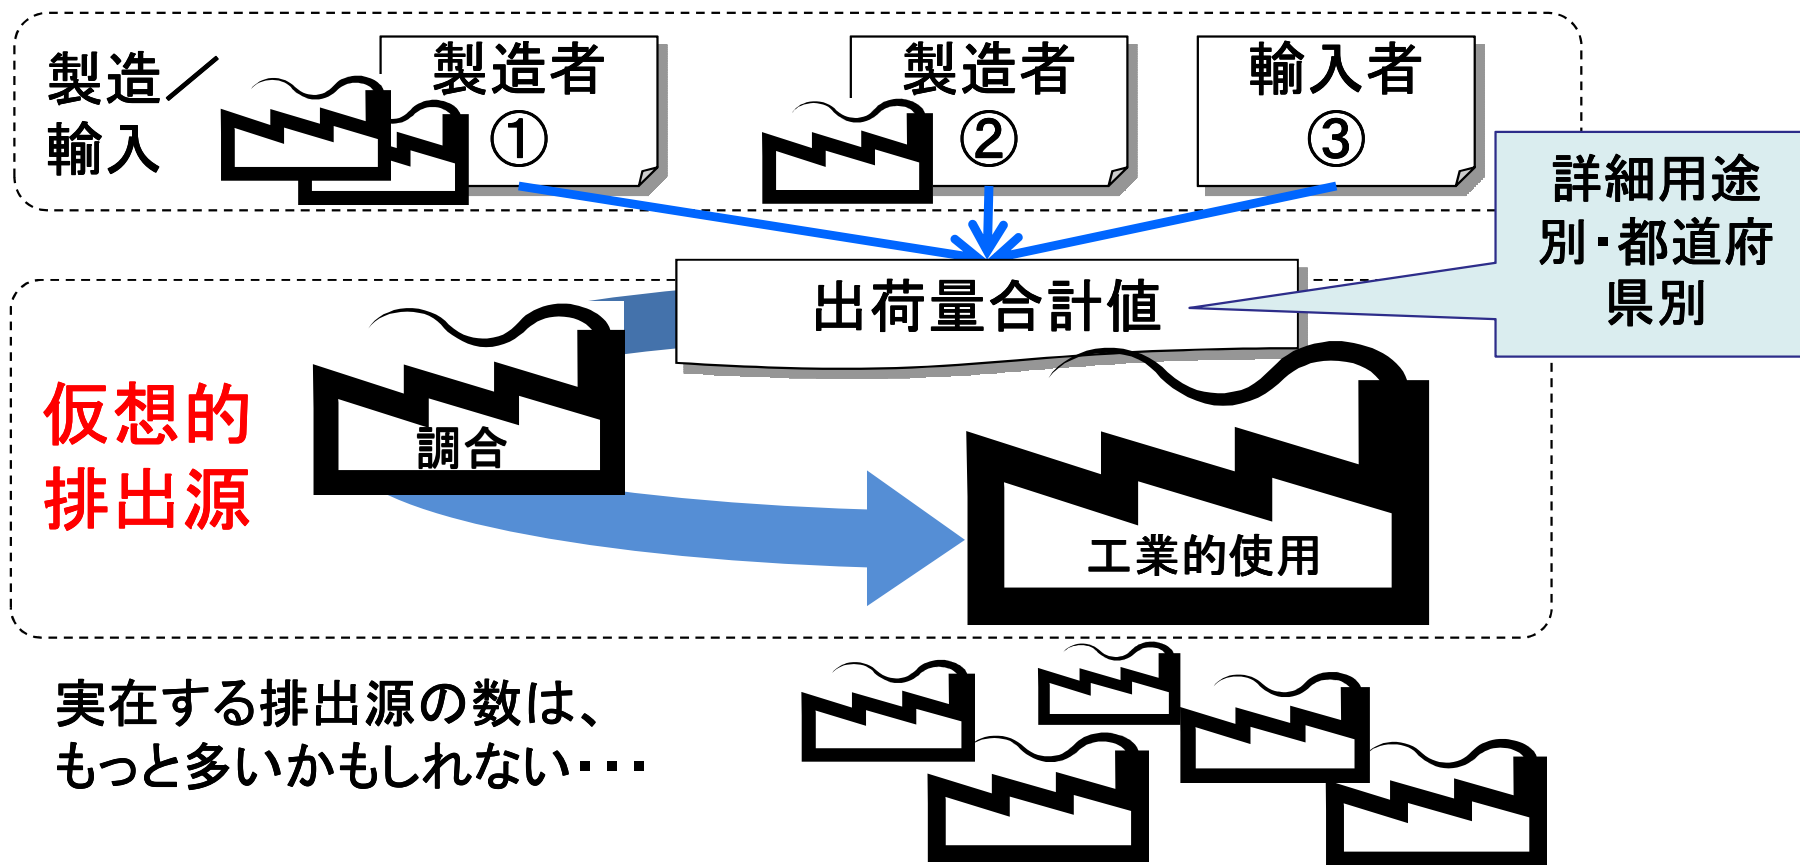 製造／
輸入
製造者
①
製造者
②
輸入者
③
詳細用途
別・都道府
県別
出荷量合計値
仮想的
排出源
調合
工業的使用
実在する排出源の数は、
もっと多いかもしれない・・・